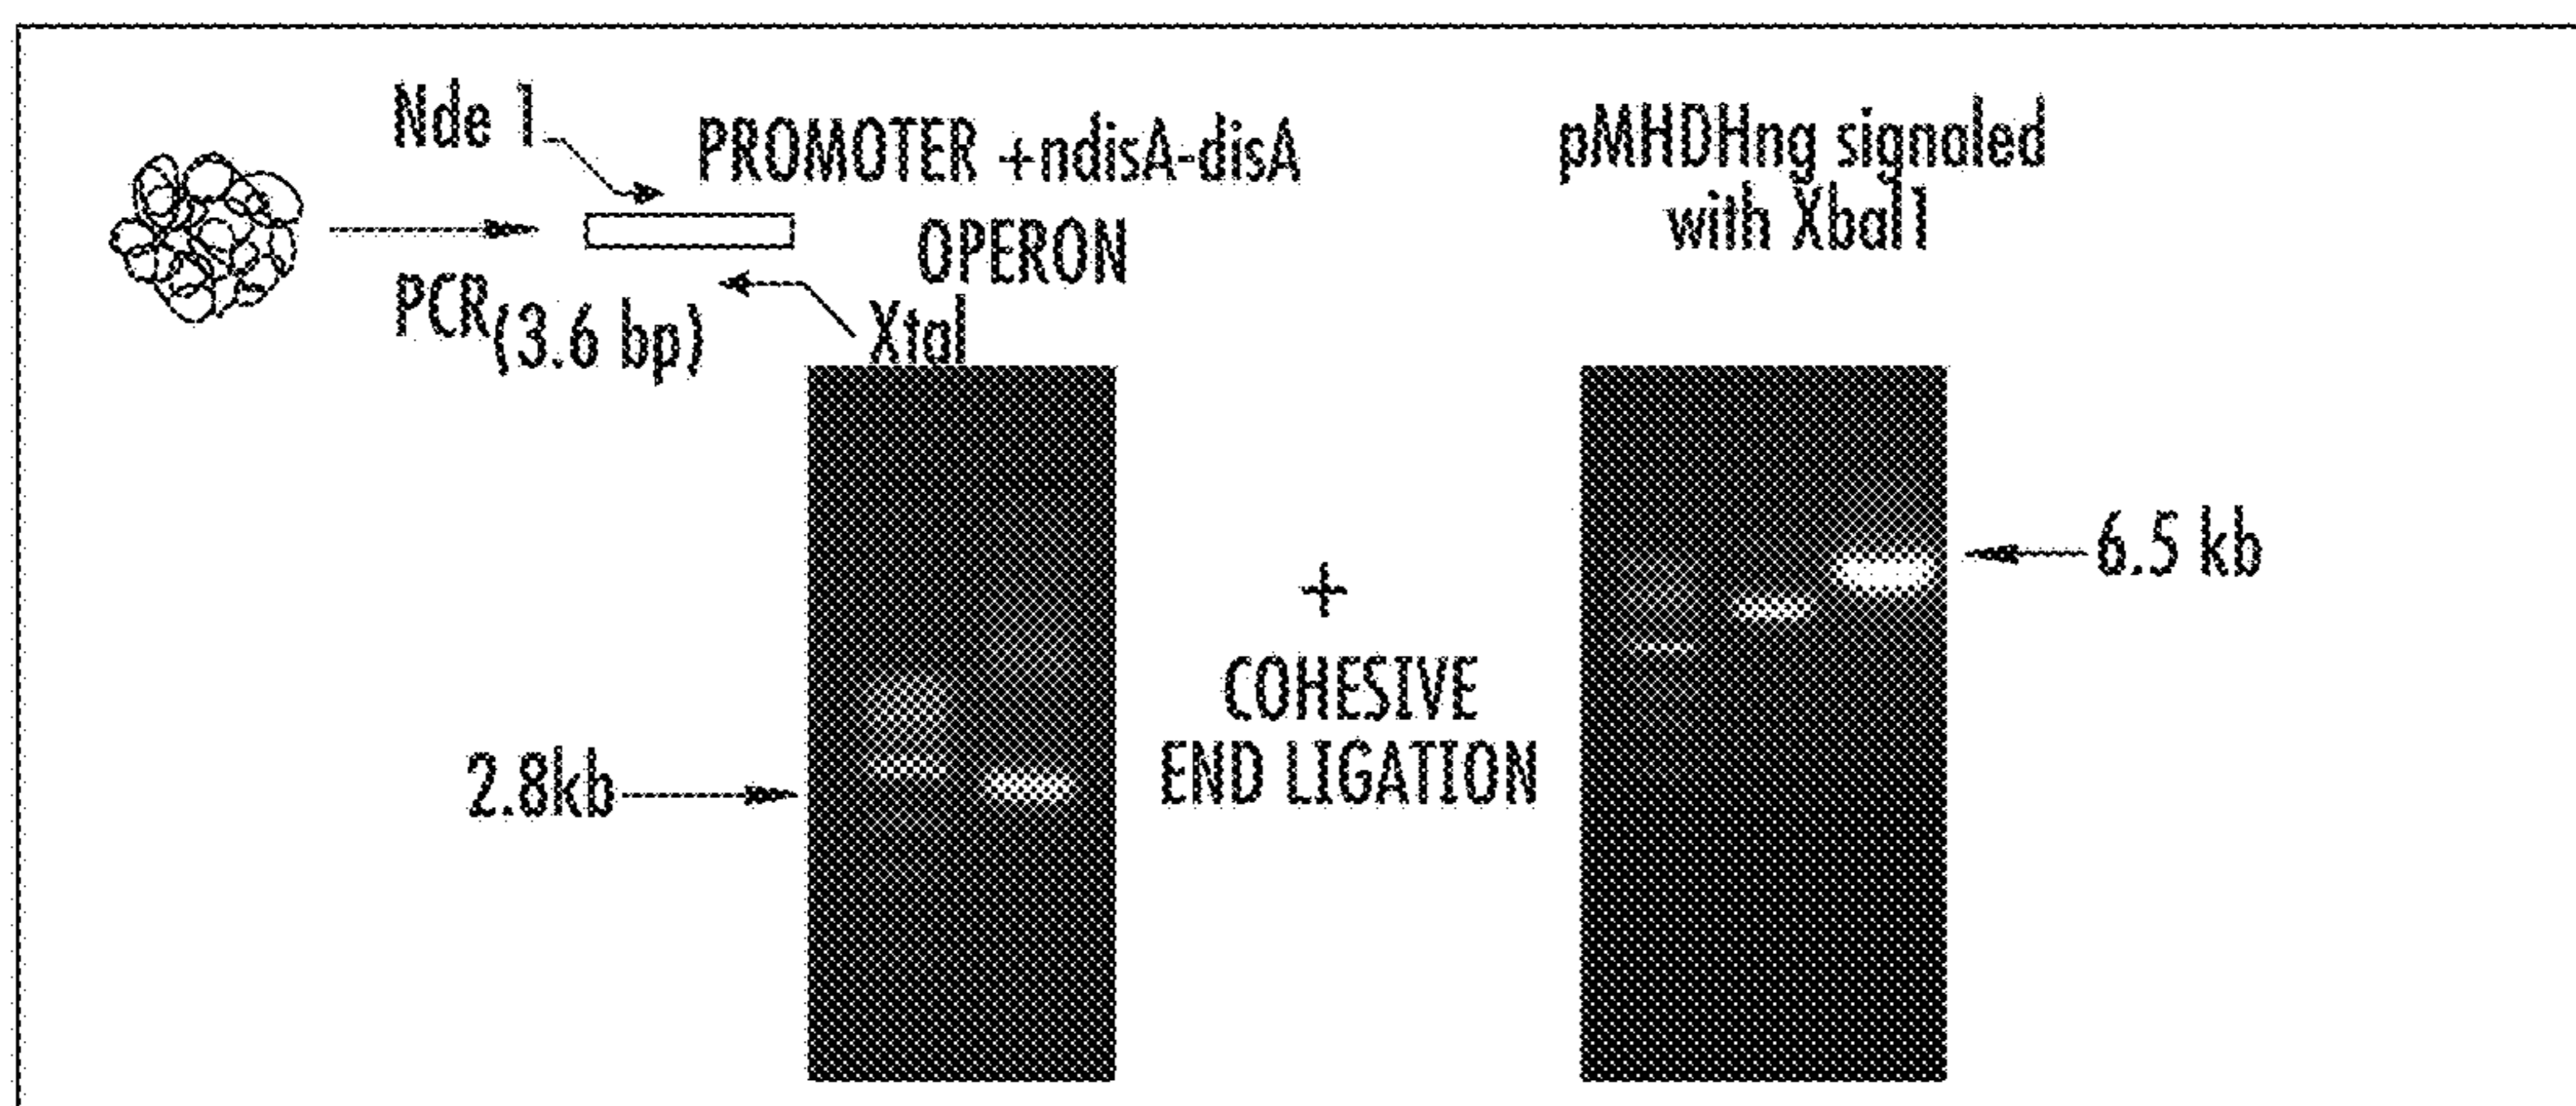 Nde 1
PROMOTER +ndisA-disA
OPERON
PCR
(3.6 bp)
Xtal
pMHDHng signaled
with Xbal1
2.8kb
+
COHESIVE
END LIGATION
6.5 kb